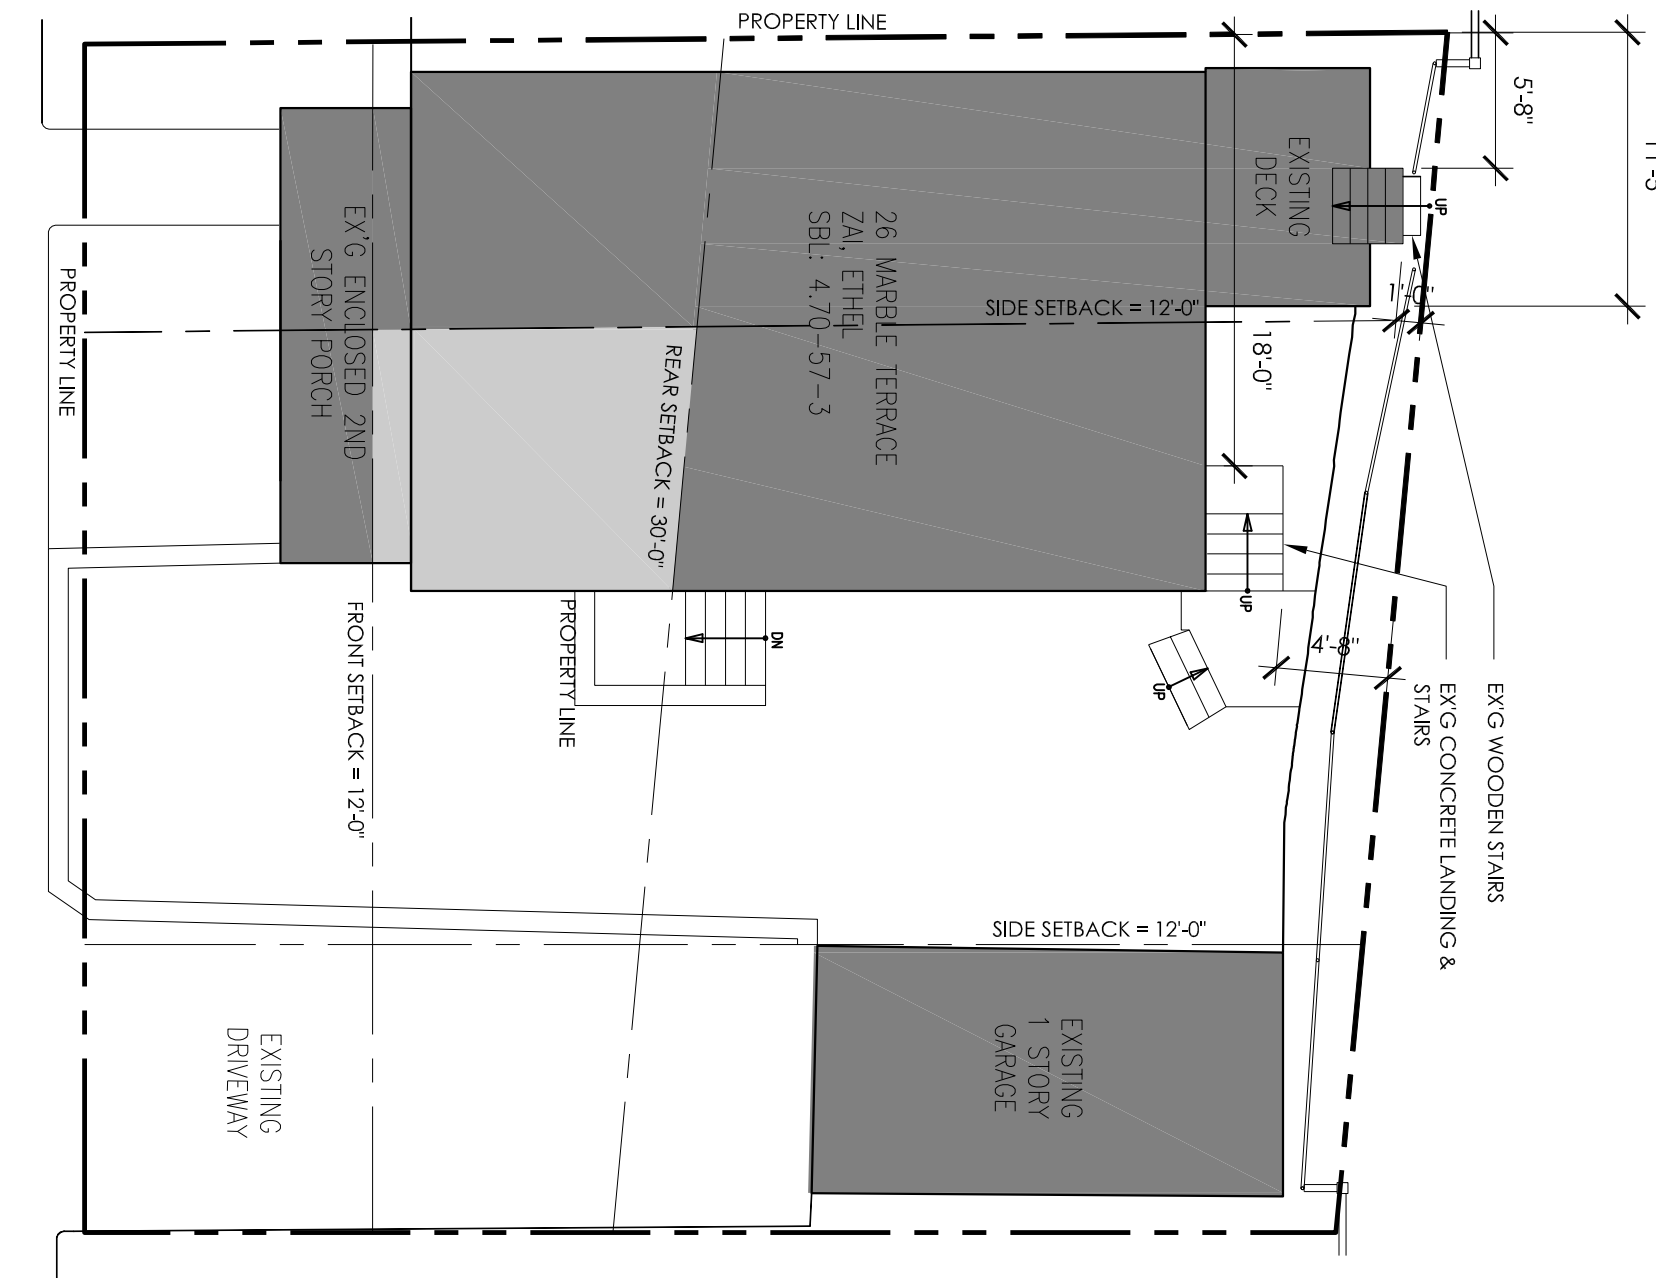 PROPERTY LINE
5'-8"
EXISTING
DECK
UP
1'-0"
SIDE SETBACK = 12'-0"
18'-0"
26 MARBLE TERRACE
ZAI, ETHEL
SBL: 4.70-57-3
EX'G ENCLOSED 2ND
STORY PORCH
PROPERTY LINE
REAR SETBACK = 30'-0"
FRONT SETBACK = 12'-0"
PROPERTY LINE
DN
UP
UP
4'-8"
EX'G WOODEN STAIRS
EX'G CONCRETE LANDING &
STAIRS
SIDE SETBACK = 12'-0"
EXISTING
1 STORY
GARAGE
EXISTING
DRIVEWAY